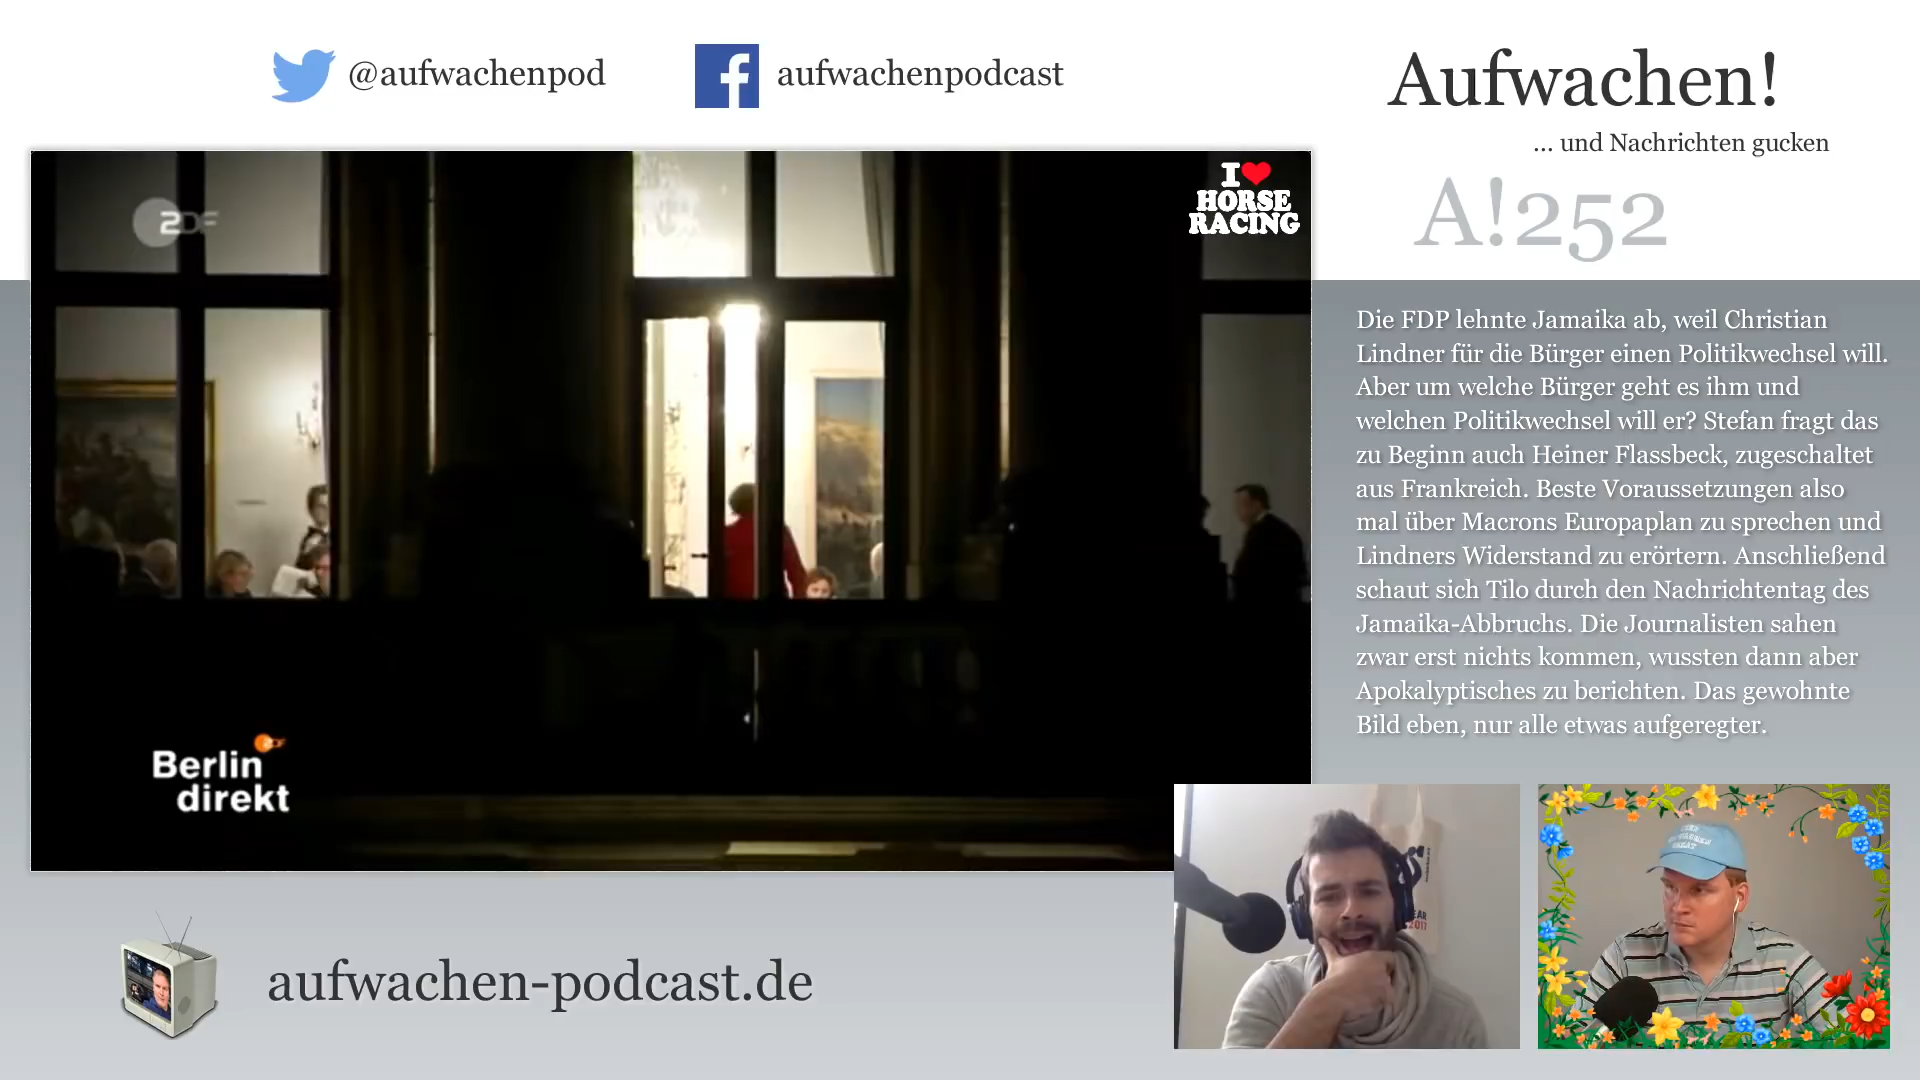 @aufwachenpod
aufwachenpodcast
Aufwachen!
... und Nachrichten gucken
A!252
ZDF
I
HORSE
RACING
Die FDP lehnte Jamaika ab, weil Christian
Lindner für die Bürger einen Politikwechsel will.
Aber um welche Bürger geht es ihm und
welchen Politikwechsel will er? Stefan fragt das
zu Beginn auch Heiner Flassbeck, zugeschaltet
aus Frankreich. Beste Voraussetzungen also
mal über Macrons Europaplan zu sprechen und
Lindners Widerstand zu erörtern. Anschließend
schaut sich Tilo durch den Nachrichtentag des
Jamaika-Abbruchs. Die Journalisten sahen
zwar erst nichts kommen, wussten dann aber
Apokalyptisches zu berichten. Das gewohnte
Bild eben, nur alle etwas aufgeregter.
Berlin
direkt
2017
GREAT
aufwachen-podcast.de